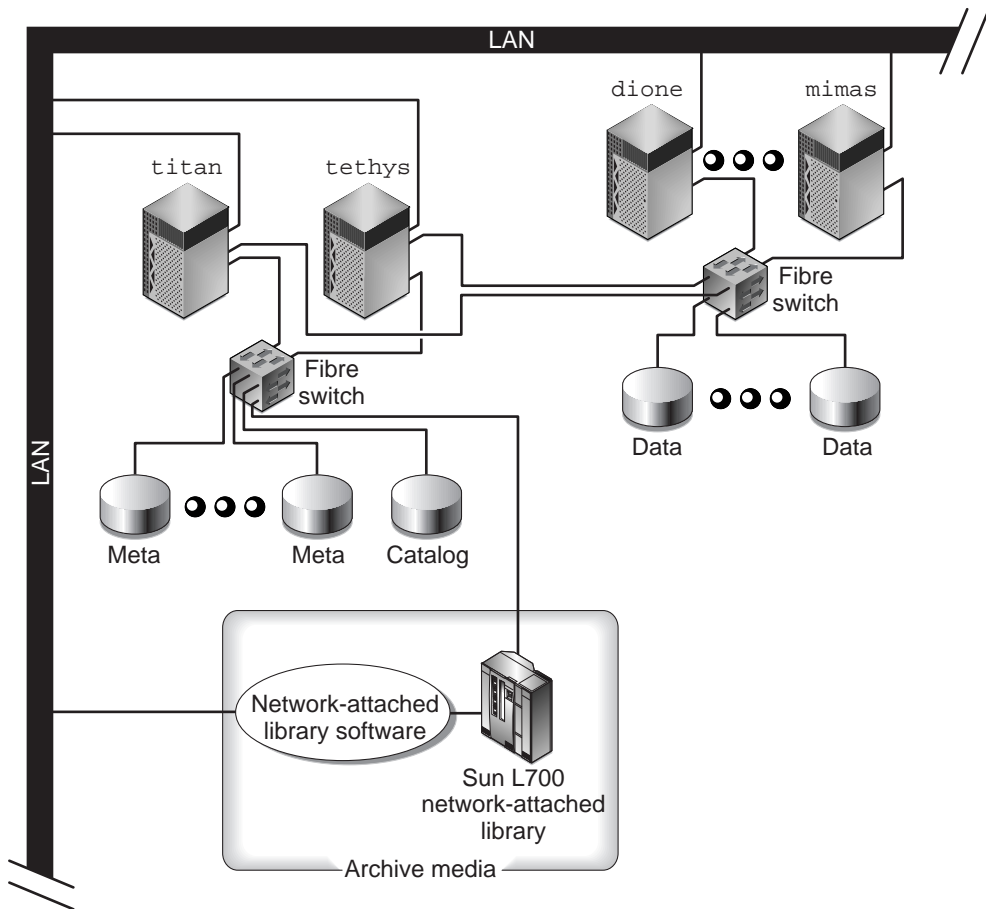 LAN
dione
mimas
titan
tethys
Fibre
switch
Fibre
switch
Data
Data
LAN
Meta
Meta
Catalog
Network-attached
library software
Sun L700
network-attached
library
Archive media